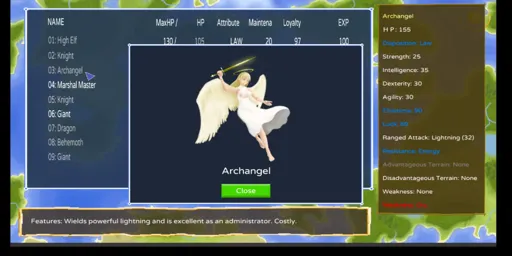 NAME MaxHP / HP Attribute Maintena Loyalty EXP
01: High Elf 130 / 105 LAW 20 97 100
02: Knight
03: Archangel
04: Marshal Master
05: Knight
06: Giant
07: Dragon
08: Behemoth
09: Giant
Archangel
Close
Features: Wields powerful lightning and is excellent as an administrator. Costly.
Archangel
HP: 155
Strength: 25
Intelligence: 35
Dexterity: 30
Agility: 30
Ranged Attack: Lightning (32)
Advantageous Terrain: None
Disadvantageous Terrain: None
Weakness: None